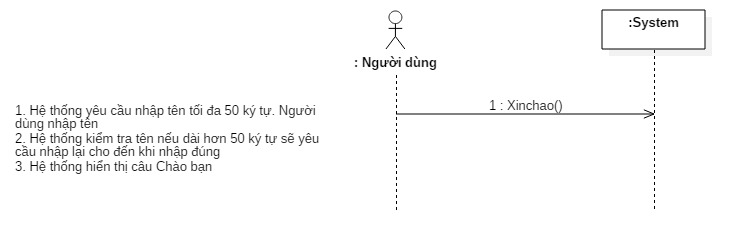 :System
: Người dùng
1 : Xinchao()
1. Hệ thống yêu cầu nhập tên tối đa 50 ký tự. Người
dùng nhập tên
2. Hệ thống kiểm tra tên nếu dài hơn 50 ký tự sẽ yêu
cầu nhập lại cho đến khi nhập đúng
3. Hệ thống hiển thị câu Chào bạn